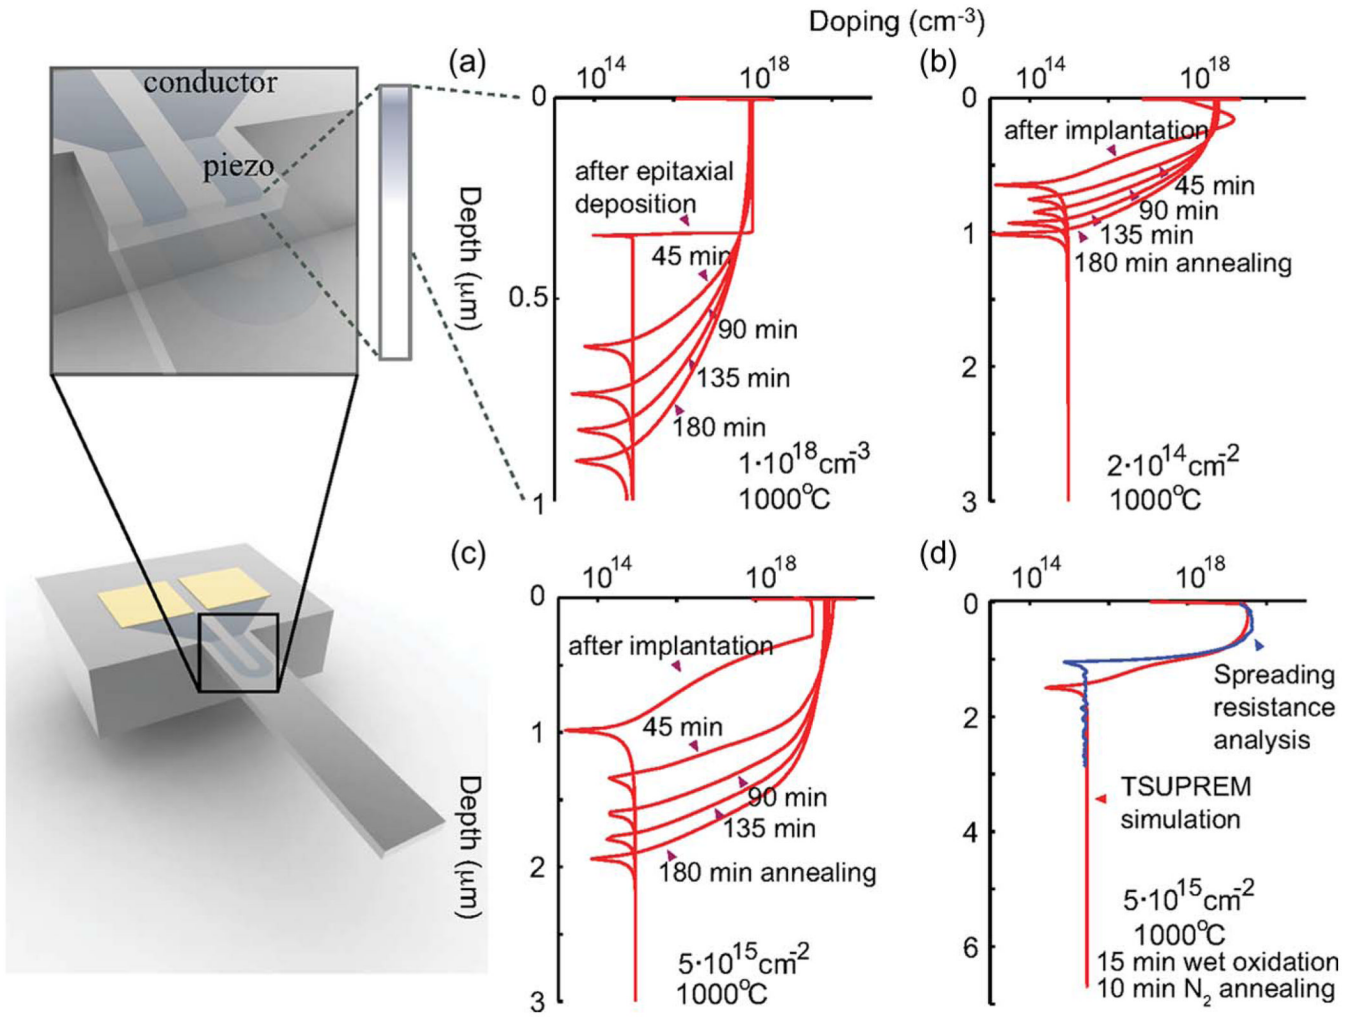 Doping (cm-3)
conductor
piezo
Depth (μm)
(a)
10^14
10^18
0
0.5
1
after epitaxial
deposition
45 min
90 min
135 min
180 min
1·10^18cm-3
1000°C
(b)
10^14
10^18
0
1
2
3
after implantation
45 min
90 min
135 min
180 min annealing
2·10^14cm-2
1000°C
Depth (μm)
(c)
10^14
10^18
0
1
2
3
after implantation
45 min
90 min
135 min
180 min annealing
5·10^15cm-2
1000°C
(d)
10^14
10^18
0
2
4
6
Spreading
resistance
analysis
TSUPREM
simulation
5·10^15cm-2
1000°C
15 min wet oxidation
10 min N2 annealing